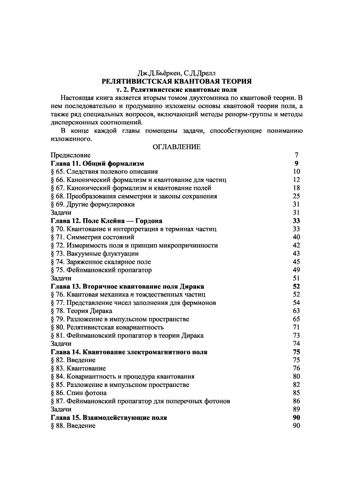 Дж.Д.Бьёркен, С.Д.Дрелл
РЕЛЯТИВИСТСКАЯ КВАНТОВАЯ ТЕОРИЯ
т. 2. Релятивистские квантовые поля
Настоящая книга является вторым томом двухтомника по квантовой теории. В
нем последовательно и продуманно изложены основы квантовой теории поля, а
также ряд специальных вопросов, включающий методы ренорм-группы и методы
дисперсионных соотношений.
В конце каждой главы помещены задачи, способствующие пониманию
изложенного.
ОГЛАВЛЕНИЕ
Предисловие 7
Глава 11. Общий формализм 9
§ 65. Следствия полевого описания 10
§ 66. Канонический формализм и квантование для частиц 12
§ 67. Канонический формализм и квантование полей 18
§ 68. Преобразования симметрии и законы сохранения 25
§ 69. Другие формулировки 31
Задачи 31
Глава 12. Поле Клейна — Гордона 33
§ 70. Квантование и интерпретация в терминах частиц 33
§ 71. Симметрия состояний 40
§ 72. Измеримость поля и принцип микропричинности 42
§ 73. Вакуумные флуктуации 43
§ 74. Заряженное скалярное поле 45
§ 75. Фейнмановский пропагатор 49
Задачи 51
Глава 13. Вторичное квантование поля Дирака 52
§ 76. Квантовая механика n тождественных частиц 52
§ 77. Представление чисел заполнения для фермионов 54
§ 78. Теория Дирака 63
§ 79. Разложение в импульсном пространстве 65
§ 80. Релятивистская ковариантность 71
§ 81. Фейнмановский пропагатор в теории Дирака 73
Задачи 74
Глава 14. Квантование электромагнитного поля 75
§ 82. Введение 75
§ 83. Квантование 76
§ 84. Ковариантность и процедура квантования 80
§ 85. Разложение в импульсном пространстве 82
§ 86. Спин фотона 85
§ 87. Фейнмановский пропагатор для поперечных фотонов 86
Задачи 89
Глава 15. Взаимодействующие поля 90
§ 88. Введение 90